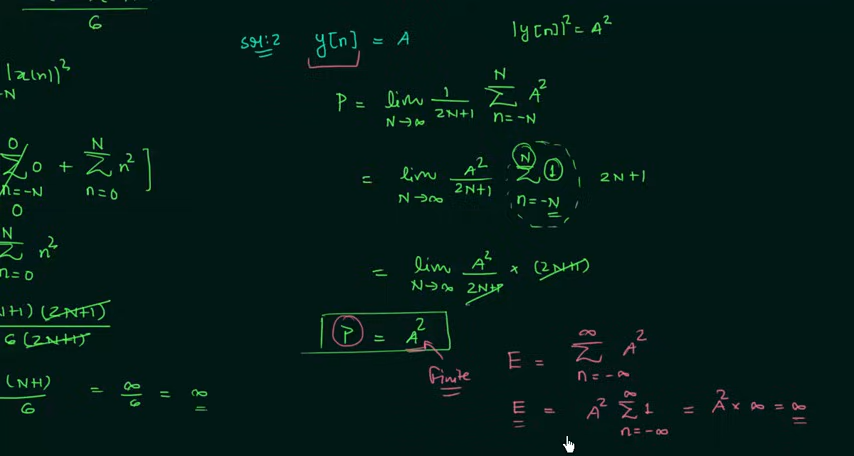 6
|x(n)|²
-N
0 Σ n=-N 0 + N Σ n=0 n² ]
0
N Σ n=0 n²
(N+1) (2N+1)
6 (2N+1)
(N+1) / 6 = ∞/6 = ∞
sol:2 y[n] = A |y[n]|² = A²
P = lim N→∞ 1/2N+1 N Σ n=-N A²
= lim N→∞ A²/2N+1 N Σ n=-N 1 2N+1
= lim N→∞ A²/2N+1 × (2N+1)
P = A²
Finite
E = ∞ Σ n=-∞ A²
E = A² ∞ Σ n=-∞ 1 = A² × ∞ = ∞